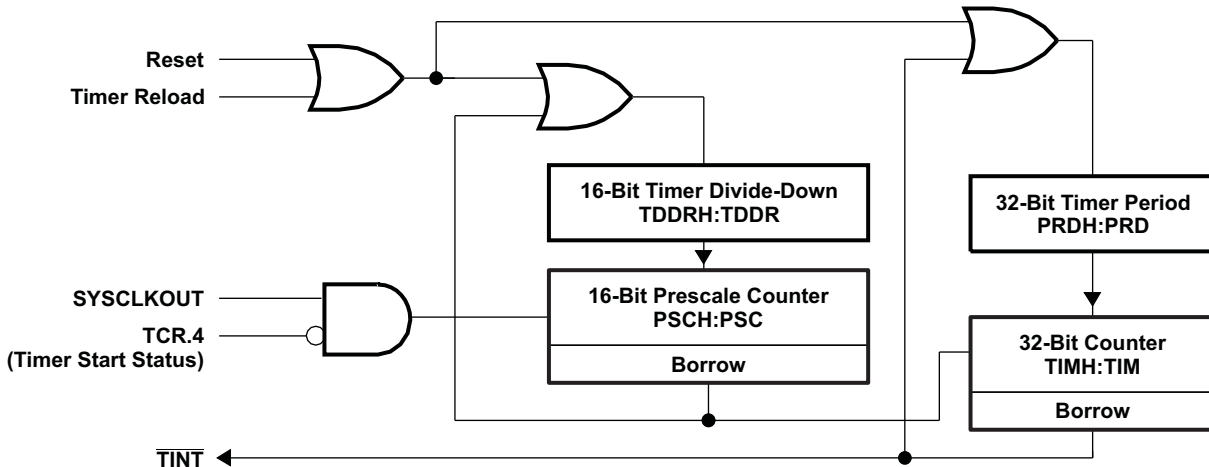 Reset
Timer Reload
16-Bit Timer Divide-Down
TDDRH:TDDR
32-Bit Timer Period
PRDH:PRD
SYSCLKOUT
TCR.4
(Timer Start Status)
16-Bit Prescale Counter
PSCH:PSC
Borrow
32-Bit Counter
TIMH:TIM
Borrow
TINT